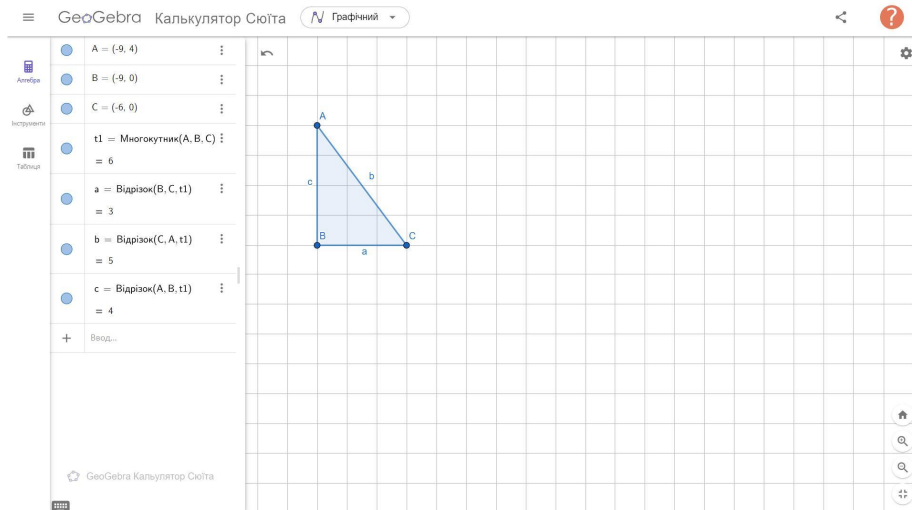 GeoGebra Калькулятор Сюїта Графічний
Алгебра
Інструменти
Таблиця
A = (-9, 4)
B = (-9, 0)
C = (-6, 0)
t1 = Многокутник(A, B, C)
= 6
a = Відрізок(B, C, t1)
= 3
b = Відрізок(C, A, t1)
= 5
c = Відрізок(A, B, t1)
= 4
+ Ввод...
GeoGebra Кальулятор Сюїта
A
c b
B C
a
?